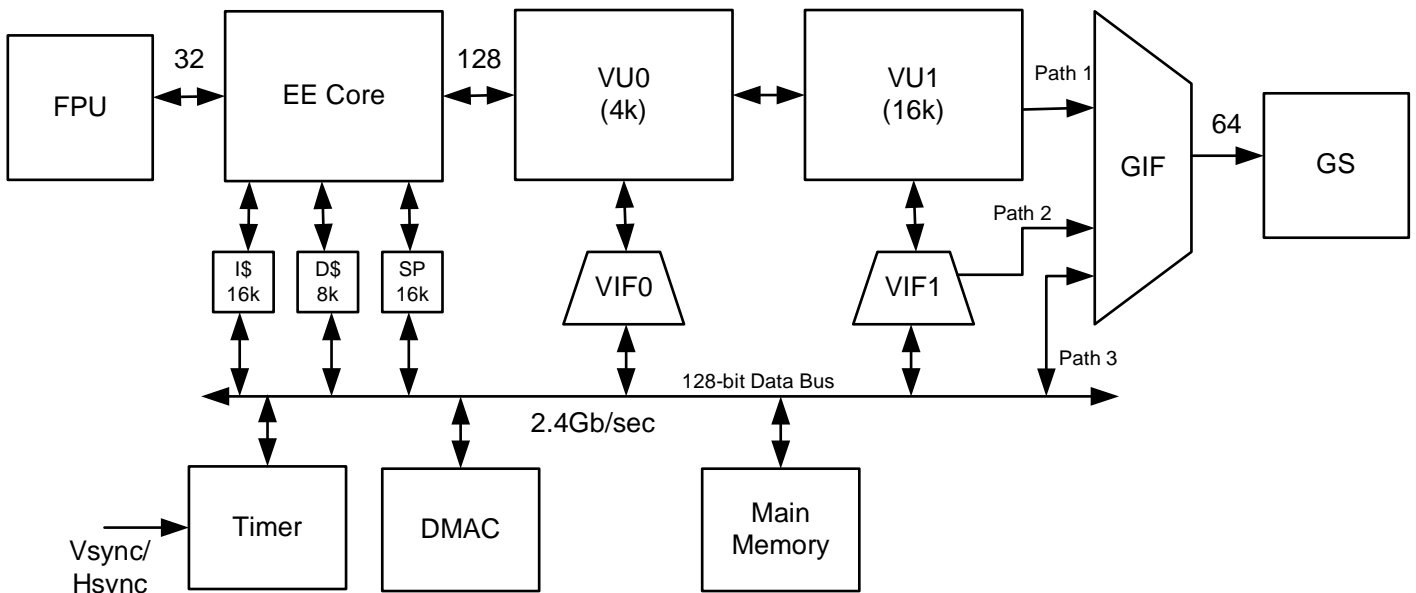 32
128
FPU
EE Core
VU0
(4k)
VU1
(16k)
Path 1
64
GIF
GS
Path 2
I$
16k
D$
8k
SP
16k
VIF0
VIF1
Path 3
128-bit Data Bus
2.4Gb/sec
Timer
DMAC
Main
Memory
Vsync/
Hsync